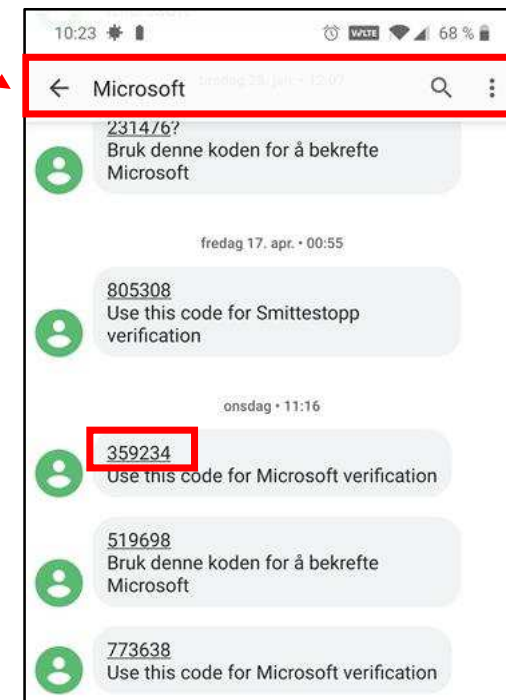 10:23 VoLTE 68 %
Microsoft
231476?
Bruk denne koden for å bekrefte
Microsoft
fredag 17. apr. • 00:55
805308
Use this code for Smittestopp
verification
onsdag • 11:16
359234
Use this code for Microsoft verification
519698
Bruk denne koden for å bekrefte
Microsoft
773638
Use this code for Microsoft verification